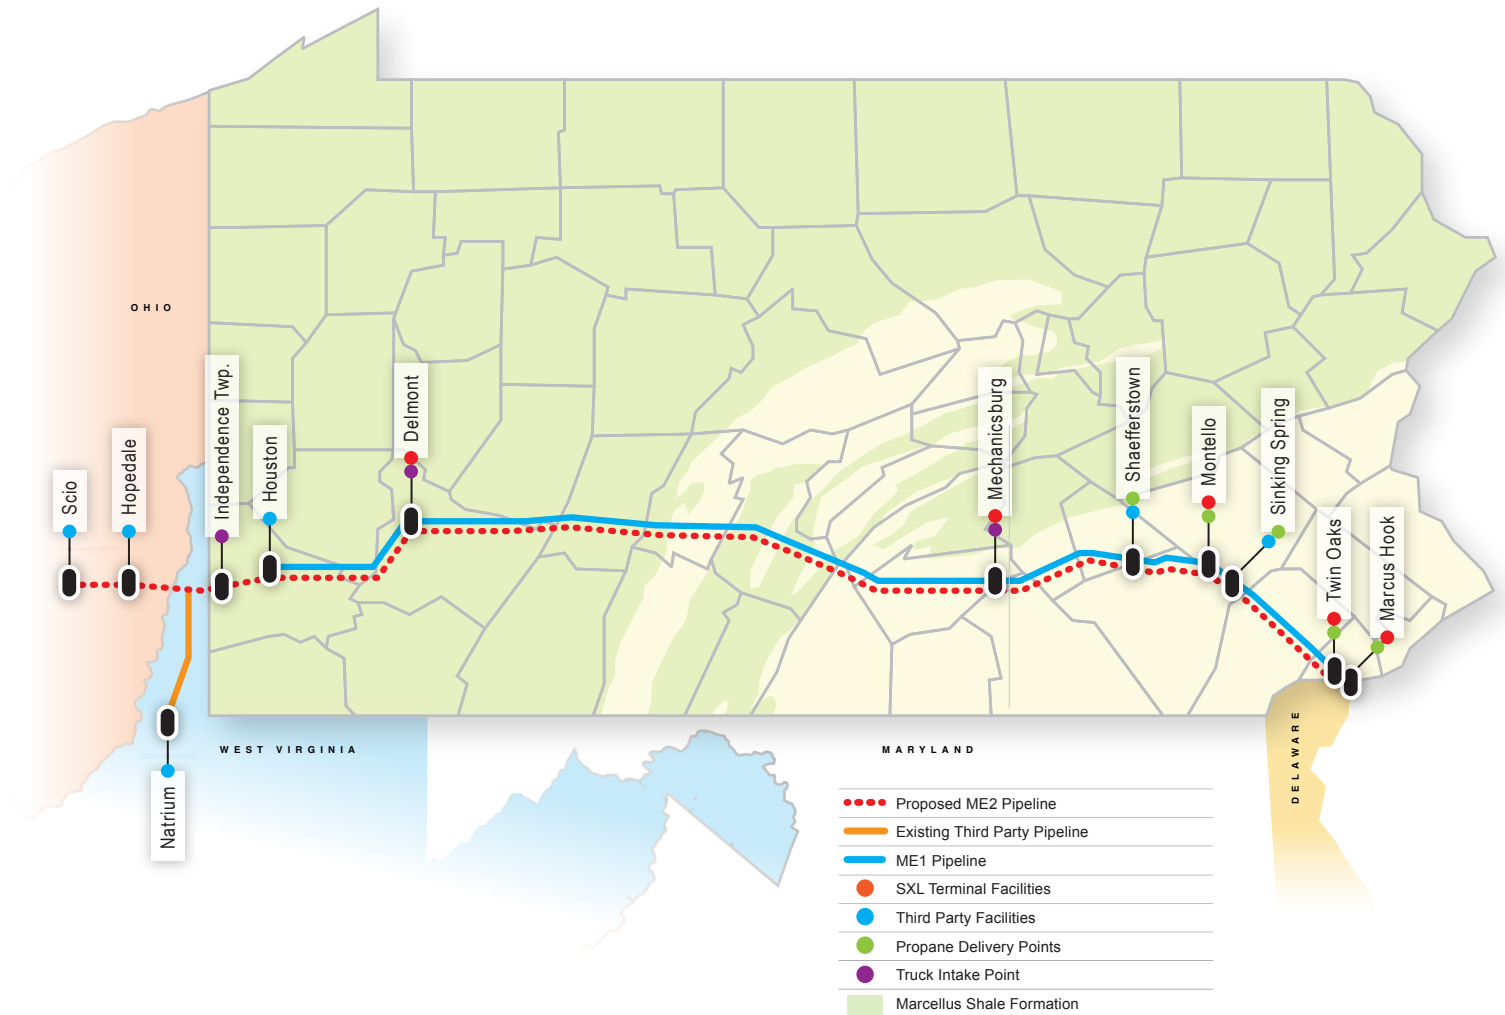 OHIO
Scio
Hopedale
Independence Twp.
Houston
Delmont
Mechanicsburg
Shaefferstown
Montello
Sinking Spring
Twin Oaks
Marcus Hook
Natrium
WEST VIRGINIA
MARYLAND
DELAWARE
Proposed ME2 Pipeline
Existing Third Party Pipeline
ME1 Pipeline
SXL Terminal Facilities
Third Party Facilities
Propane Delivery Points
Truck Intake Point
Marcellus Shale Formation